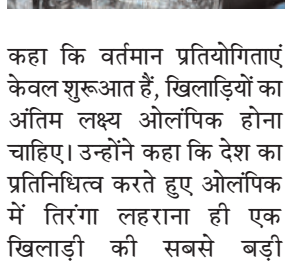 कहा कि वर्तमान प्रतियोगिताएं
केवल शुरूआत हैं, खिलाड़ियों का
अंतिम लक्ष्य ओलंपिक होना
चाहिए। उन्होंने कहा कि देश का
प्रतिनिधित्व करते हुए ओलंपिक
में तिरंगा लहराना ही एक
खिलाड़ी की सबसे बड़ी